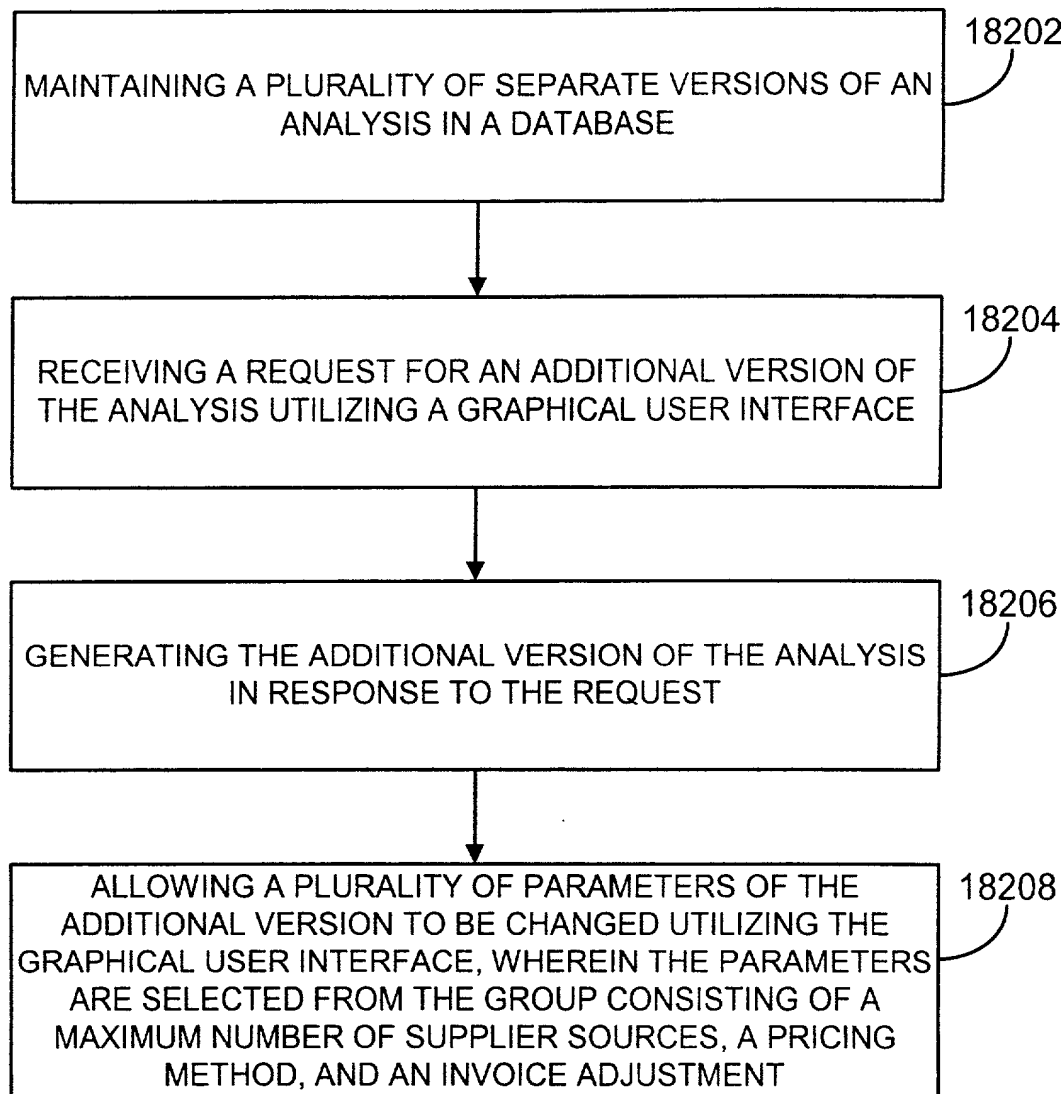 18202
MAINTAINING A PLURALITY OF SEPARATE VERSIONS OF AN
ANALYSIS IN A DATABASE
18204
RECEIVING A REQUEST FOR AN ADDITIONAL VERSION OF
THE ANALYSIS UTILIZING A GRAPHICAL USER INTERFACE
18206
GENERATING THE ADDITIONAL VERSION OF THE ANALYSIS
IN RESPONSE TO THE REQUEST
18208
ALLOWING A PLURALITY OF PARAMETERS OF THE
ADDITIONAL VERSION TO BE CHANGED UTILIZING THE
GRAPHICAL USER INTERFACE, WHEREIN THE PARAMETERS
ARE SELECTED FROM THE GROUP CONSISTING OF A
MAXIMUM NUMBER OF SUPPLIER SOURCES, A PRICING
METHOD, AND AN INVOICE ADJUSTMENT